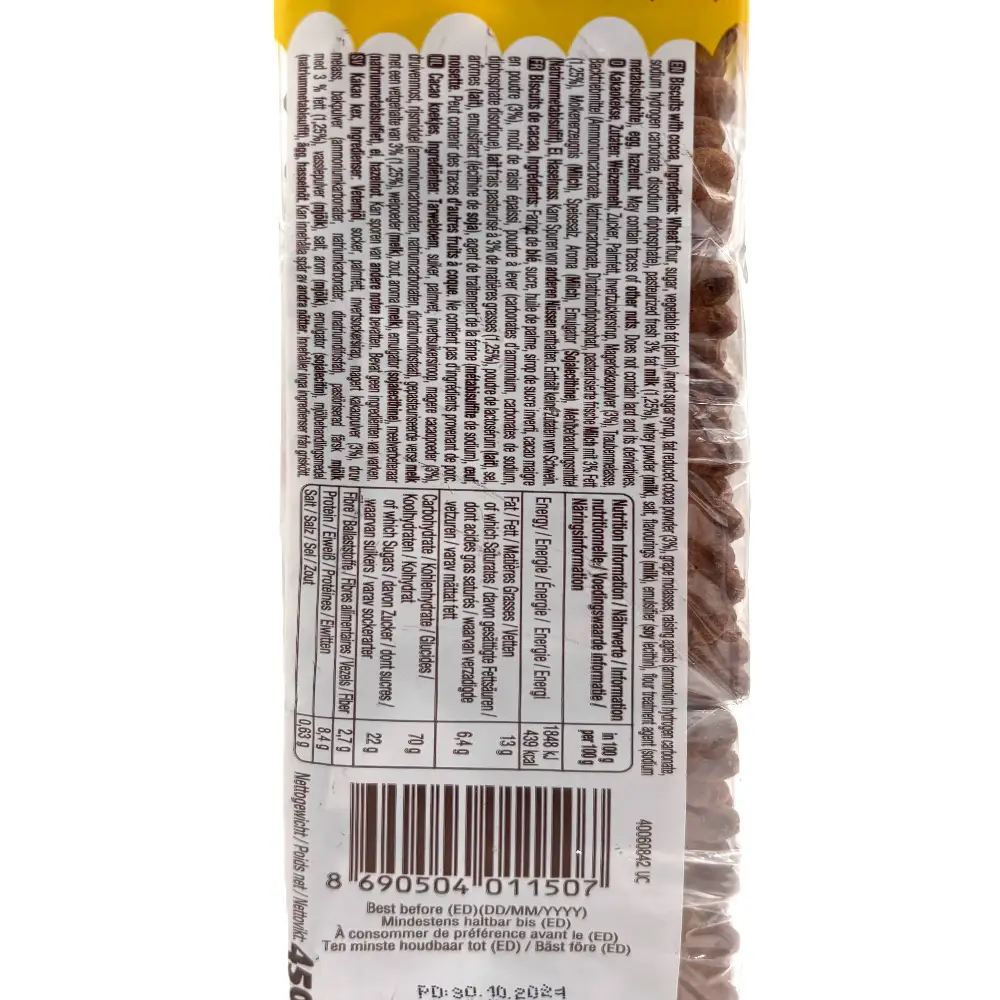 EN Biscuits with cocoa, Ingredients: Wheat flour, sugar, vegetable fat (palm), invert sugar syrup, fat reduced cocoa powder (3%), grape molasses, raising agents (ammonium hydrogen carbonate,
sodium hydrogen carbonate, disodium diphosphate), pasteurized fresh 3% fat milk (1,25%), whey powder (milk), salt, flavourings (milk), emulsifier (soy lecithin), flour treatment agent (sodium
metabisulphite), egg, hazelnut. May contain traces of other nuts. Does not contain lard and its derivatives.
D Kakaokekse, Zutaten: Weizenmehl, Zucker, Palmfett, Invertzuckersirup, Magerkakaopulver (3%), Traubenmelasse,
Backtriebmittel (Ammoniumcarbonate, Natriumcarbonate, Dinatriumdiphosphat), pasteurisierte frische Milch mit 3% Fett
(1,25%), Molkenerzeugnis (Milch), Speisesalz, Aroma (Milch), Emulgator (Sojalecithine), Mehlbehandlungsmittel
(Natriummetabisulfit), Ei, Haselnuss. Kann Spuren von anderen Nüssen enthalten. Enthält keine Zutaten vom Schwein.
FR Biscuits de cacao, Ingrédients: Farine de blé, sucre, huile de palme, sirop de sucre inverti, cacao maigre
en poudre (3%), moût de raisin épaissi, poudre à lever (carbonates d'ammonium, carbonates de sodium,
diphosphate disodique), lait frais pasteurisé à 3% de matières grasses (1,25%), poudre de lactosérum (lait), sel,
arômes (lait), émulsifiant (lécithine de soja), agent de traitement de la farine (métabisulfite de sodium), œuf,
noisette. Peut contenir des traces d'autres fruits à coque. Ne contient pas d'ingrédients provenant de porc.
NL Cacao koekjes, Ingrediënten: Tarwebloem, suiker, palmvet, invertsuikersiroop, magere cacaopoeder (3%),
druivenmost, rijsmiddel (ammoniumcarbonaten, natriumcarbonaten, dinatriumdifosfaat), gepasteuriseerde verse melk
met een vetgehalte van 3% (1,25%), weipoeder (melk), zout, aroma (melk), emulgator (sojalecithine), meelverbeteraar
(natriummetabisulfiet), ei, hazelnoot. Kan sporen van andere noten bevatten. Bevat geen ingrediënten van varken.
SV Kakao kex, Ingredienser: Vetemjöl, socker, palmfett, invertsockersirap, magert kakaopulver (3%), druv
melass, bakpulver (ammoniumkarbonater, natriumkarbonater, dinatriumdifosfat), pastöriserad färsk mjölk
med 3 % fett (1,25%), vasslepulver (mjölk), salt, arom (mjölk), emulgator (sojalecitin), mjölbehandlingsmedel
(natriummetabisulfit), ägg, hasselnöt. Kan innehålla spår av andra nötter. Innehåller inga ingredienser från griskött.
Nutrition Information / Nährwerte / Information
nutritionnelle / Voedingswaarde Informatie /
Näringsinformation
in 100 g
per 100 g
Energy / Energie / Énergie / Energie / Energi
1848 kJ
439 kcal
Fat / Fett / Matières Grasses / Vetten
13 g
of which Saturates / davon gesättigte Fettsäuren /
dont acides gras saturés / waarvan verzadigde
vetzuren / varav mättat fett
6,4 g
Carbohydrate / Kohlenhydrate / Glucides /
Koolhydraten / Kolhydrat
70 g
of which Sugars / davon Zucker / dont sucres /
waarvan suikers / varav sockerarter
22 g
Fibre / Ballaststoffe / Fibres alimentaires / Vezels / Fiber
2,7 g
Protein / Eiweiß / Protéines / Eiwitten
8,4 g
Salt / Salz / Sel / Zout
0,63 g
40060842 UC
8 690504 011507
Best before (ED)(DD/MM/YYYY)
Mindestens haltbar bis (ED)
À consommer de préférence avant le (ED)
Ten minste houdbaar tot (ED) / Bäst före (ED)
Nettogewicht / Poids net / Nettovikt: 450
PD: 30.10.2024